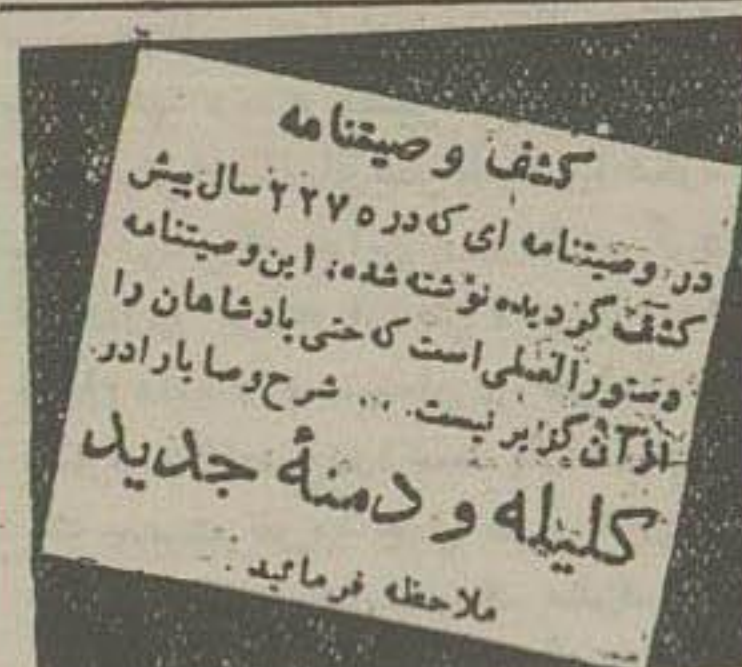 کشف وصیتنامه
در وصیتنامه ای که در ۲۲۷۵ سال پیش
کشف گردیده نوشته شده: این وصیتنامه
دستورالعملی است که حتی پادشاهان را
از آن گزیر نیست... شرح وصایا را در
کلیله و دمنهٔ جدید
ملاحظه فرمائید: